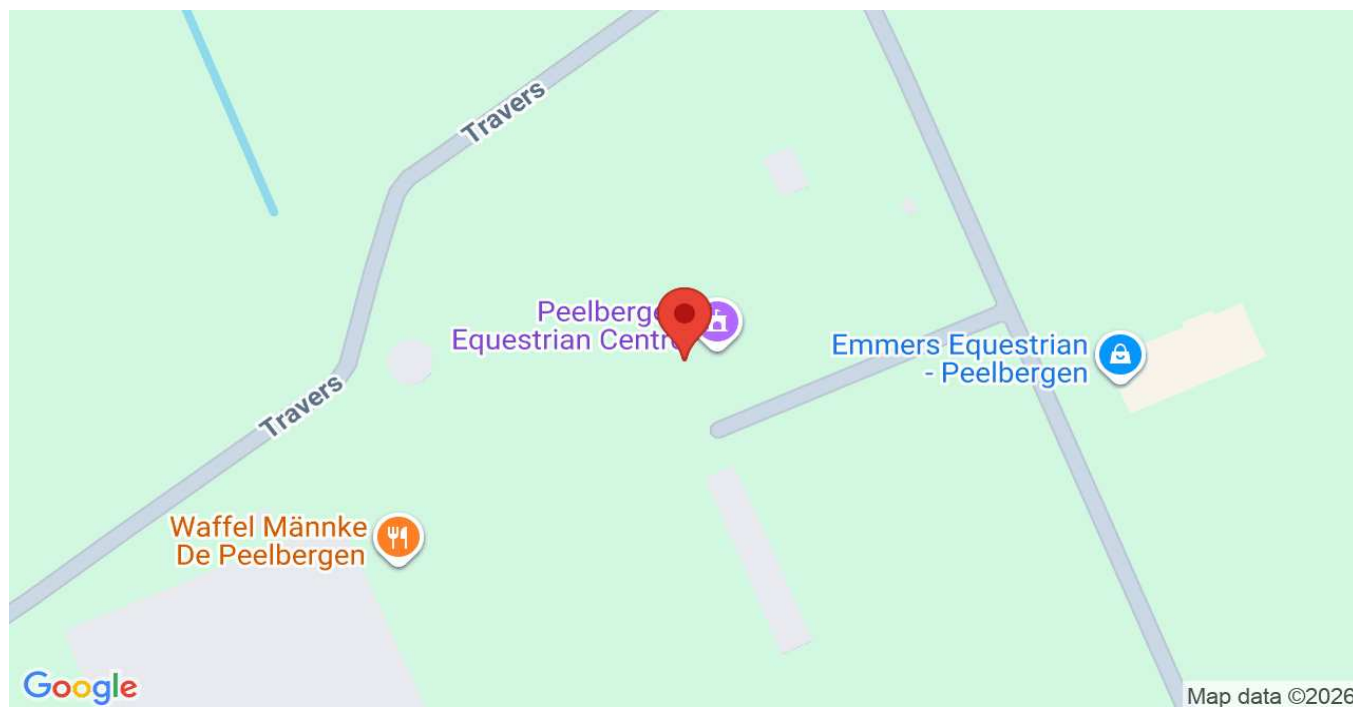 Travers
Peelberge
Equestrian Centr
Emmers Equestrian
- Peelbergen
Travers
Waffel Männke
De Peelbergen
Google
Map data ©2026